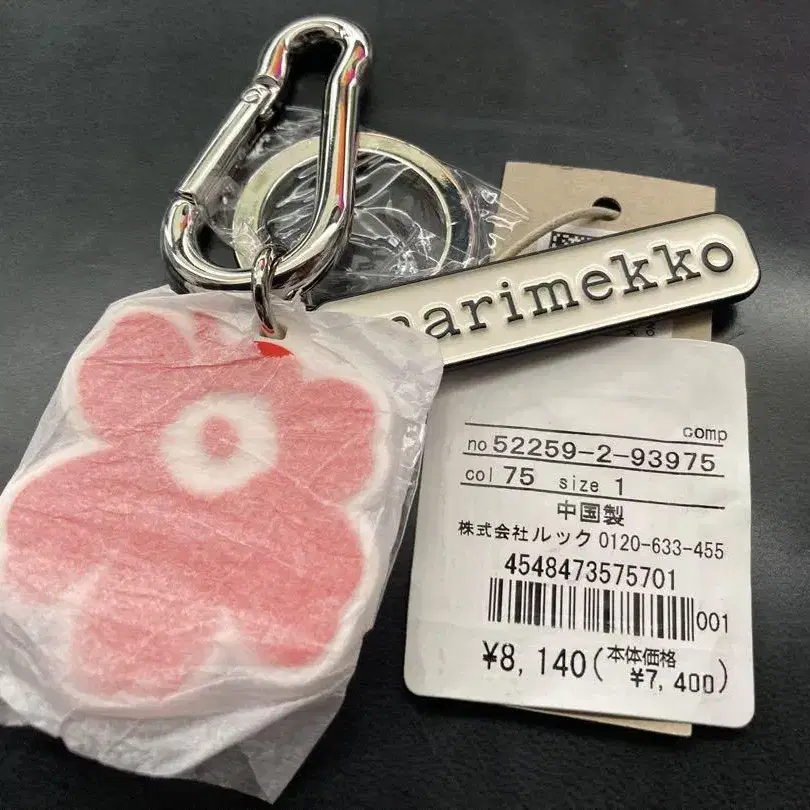 marimekko
comp
no 52259-2-93975
col 75 size 1
中国製
株式会社ルック 0120-633-455
4548473575701
001
¥8,140(本体価格
¥7,400)